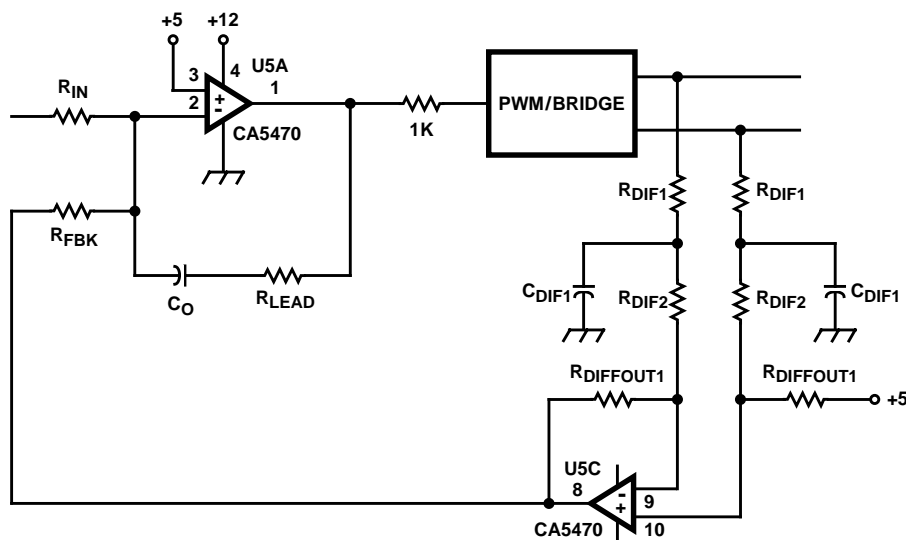 +5
+12
U5A
3
4
1
2
R_IN
CA5470
1K
PWM/BRIDGE
R_FBK
C_O
R_LEAD
R_DIF1
R_DIF1
C_DIF1
R_DIF2
R_DIF2
C_DIF1
R_DIFFOUT1
R_DIFFOUT1
+5
U5C
8
9
10
CA5470
+
-
-
+